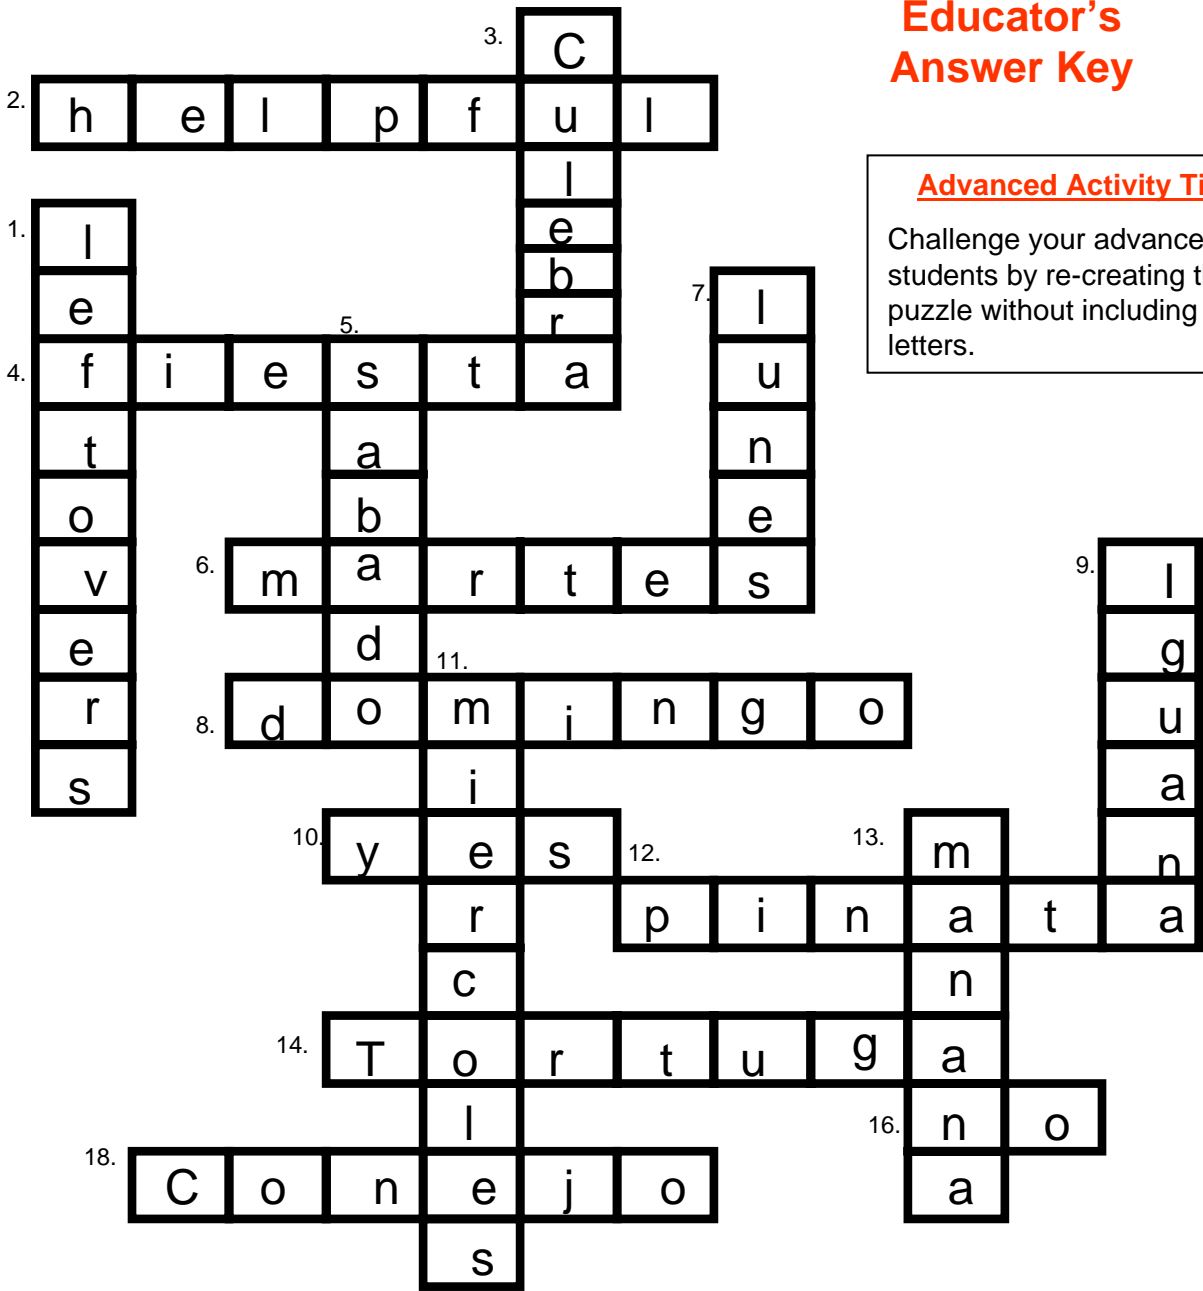 Educator’s
Answer Key
3.
C
2.
h e l p f u l
l
Advanced Activity Ti
1.
l
e
Challenge your advance
students by re-creating t
puzzle without including
letters.
b
7.
l
e
5.
r
4.
f i e s t a
u
t
a
n
o
b
e
6.
m a r t e s
v
9.
I
e
d
11.
g
8.
d o m i n g o
r
u
s
i
a
10.
y e s
12.
13.
m
n
r
p i n a t a
c
n
14.
T o r t u g a
l
16.
n o
18.
C o n e j o
a
s